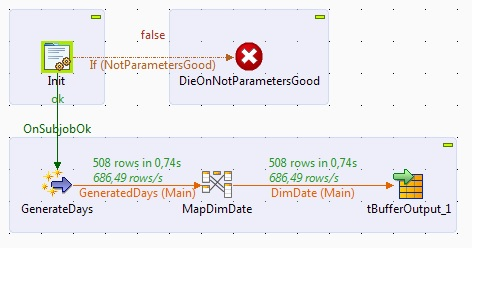 false
If (NotParametersGood)
Init
DieOnNotParametersGood
ok
OnSubjobOk
508 rows in 0,74s
686,49 rows/s
GeneratedDays (Main)
508 rows in 0,74s
686,49 rows/s
DimDate (Main)
GenerateDays
MapDimDate
tBufferOutput_1